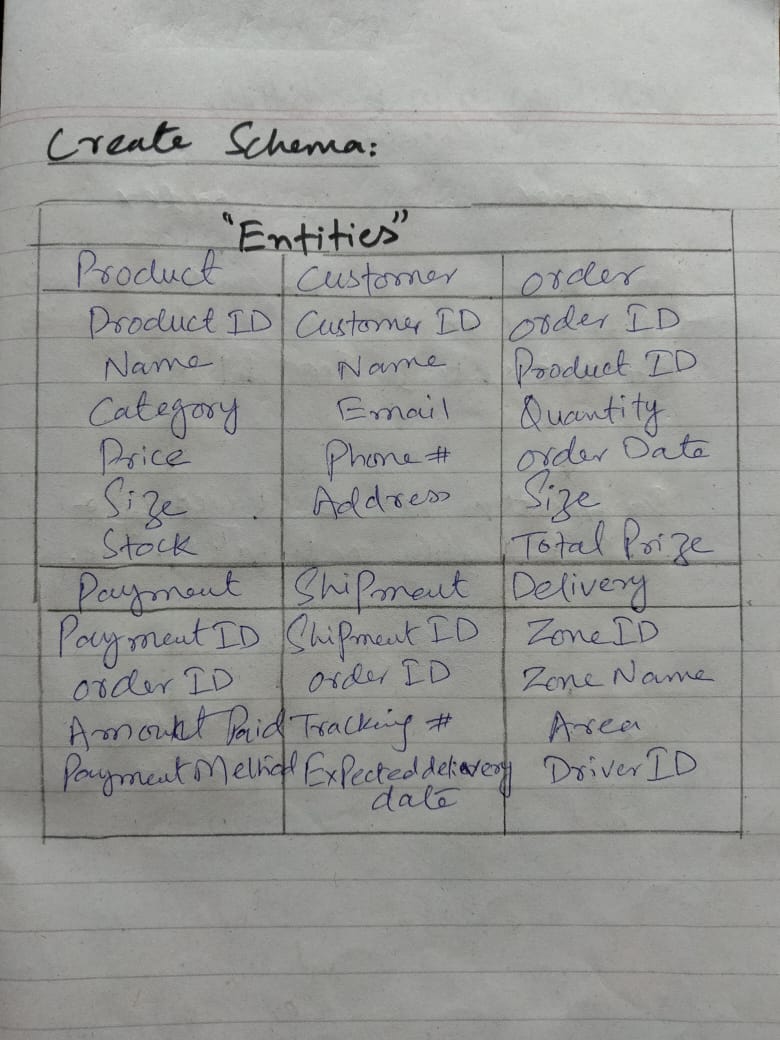 Create Schema:
"Entities"
Product Customer order
Product ID Customer ID order ID
Name Name Product ID
Category Email Quantity
Price Phone # order Date
Size Address Size
Stock Total Prize
Payment Shipment Delivery
Payment ID Shipment ID Zone ID
order ID order ID Zone Name
Amount Paid Tracking # Area
Payment Method Expected delievery Driver ID
date